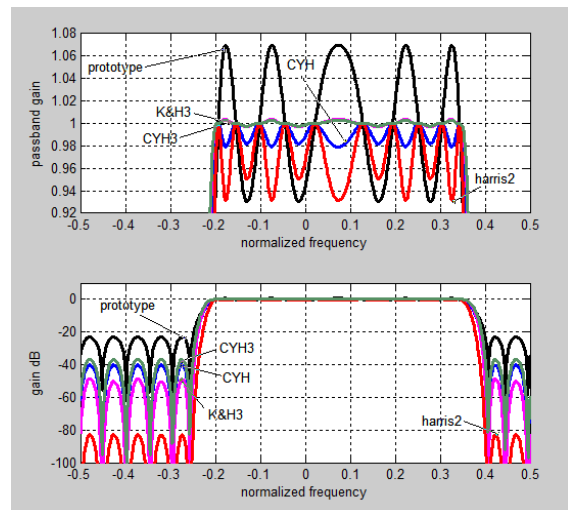 1.08
1.06
1.04
1.02
1
0.98
0.96
0.94
0.92
passband gain
prototype
CYH
K&H3
CYH3
harris2
-0.5 -0.4 -0.3 -0.2 -0.1 0 0.1 0.2 0.3 0.4 0.5
normalized frequency
0
-20
-40
-60
-80
-100
gain dB
prototype
CYH3
CYH
K&H3
harris2
-0.5 -0.4 -0.3 -0.2 -0.1 0 0.1 0.2 0.3 0.4 0.5
normalized frequency